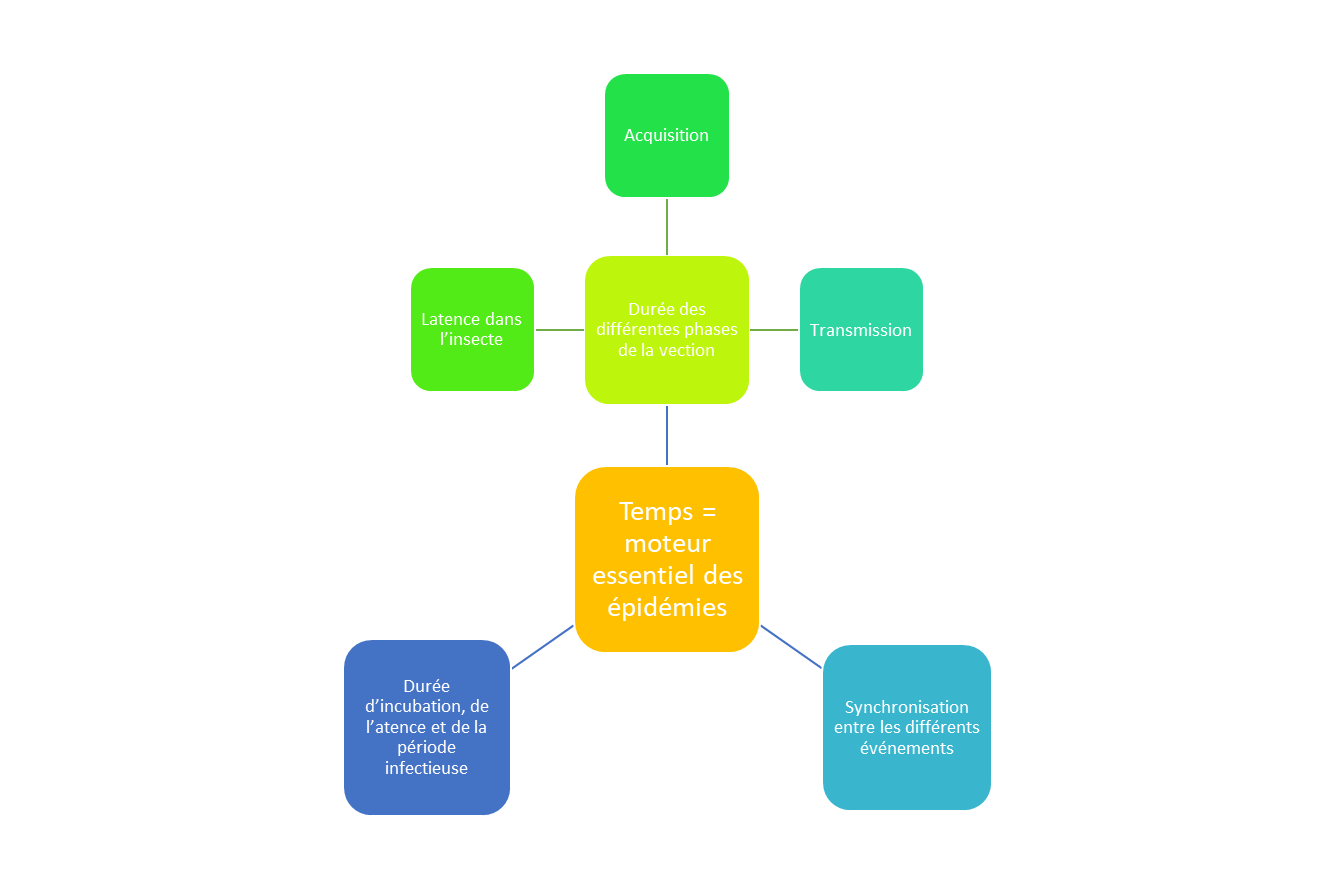 Acquisition
Latence dans
l’insecte
Durée des
différentes phases
de la vection
Transmission
Temps =
moteur
essentiel des
épidémies
Durée
d’incubation, de
l’atence et de la
période
infectieuse
Synchronisation
entre les différents
événements